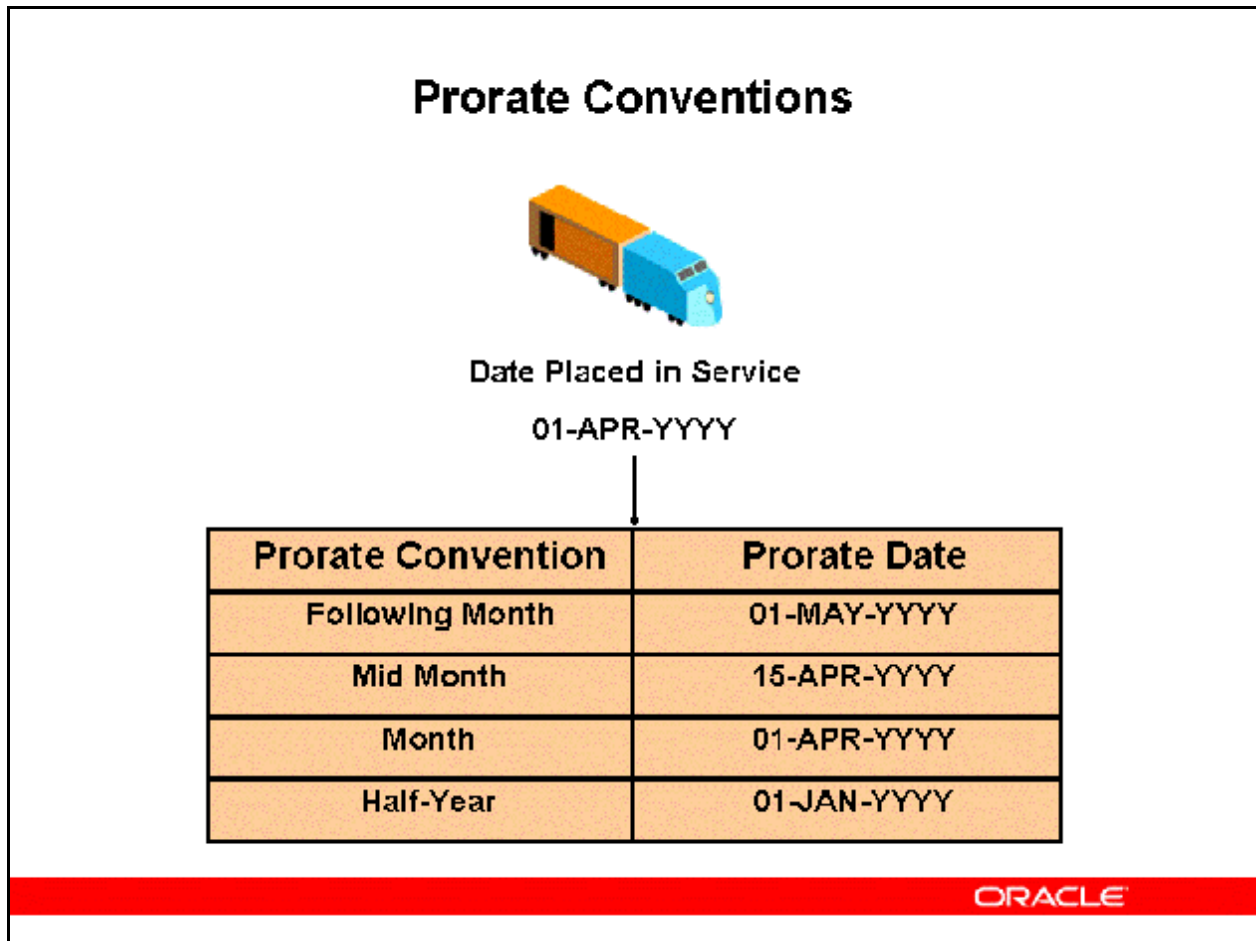 Prorate Conventions
Date Placed in Service
01-APR-YYYY
Prorate Convention Prorate Date
Following Month 01-MAY-YYYY
Mid Month 15-APR-YYYY
Month 01-APR-YYYY
Half-Year 01-JAN-YYYY
ORACLE